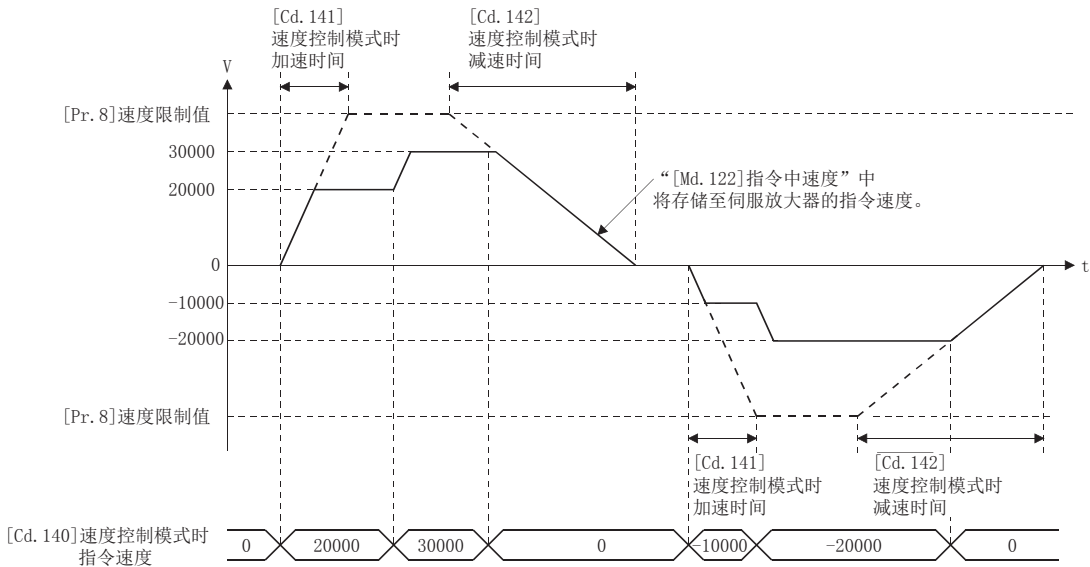 [Cd.141]
速度控制模式时
加速时间
[Cd.142]
速度控制模式时
减速时间
V
[Pr.8]速度限制值
30000
20000
“[Md.122]指令中速度”中
将存储至伺服放大器的指令速度。
0
t
-10000
-20000
[Pr.8]速度限制值
[Cd.141]
速度控制模式时
加速时间
[Cd.142]
速度控制模式时
减速时间
[Cd.140]速度控制模式时
指令速度
0
20000
30000
0
-10000
-20000
0